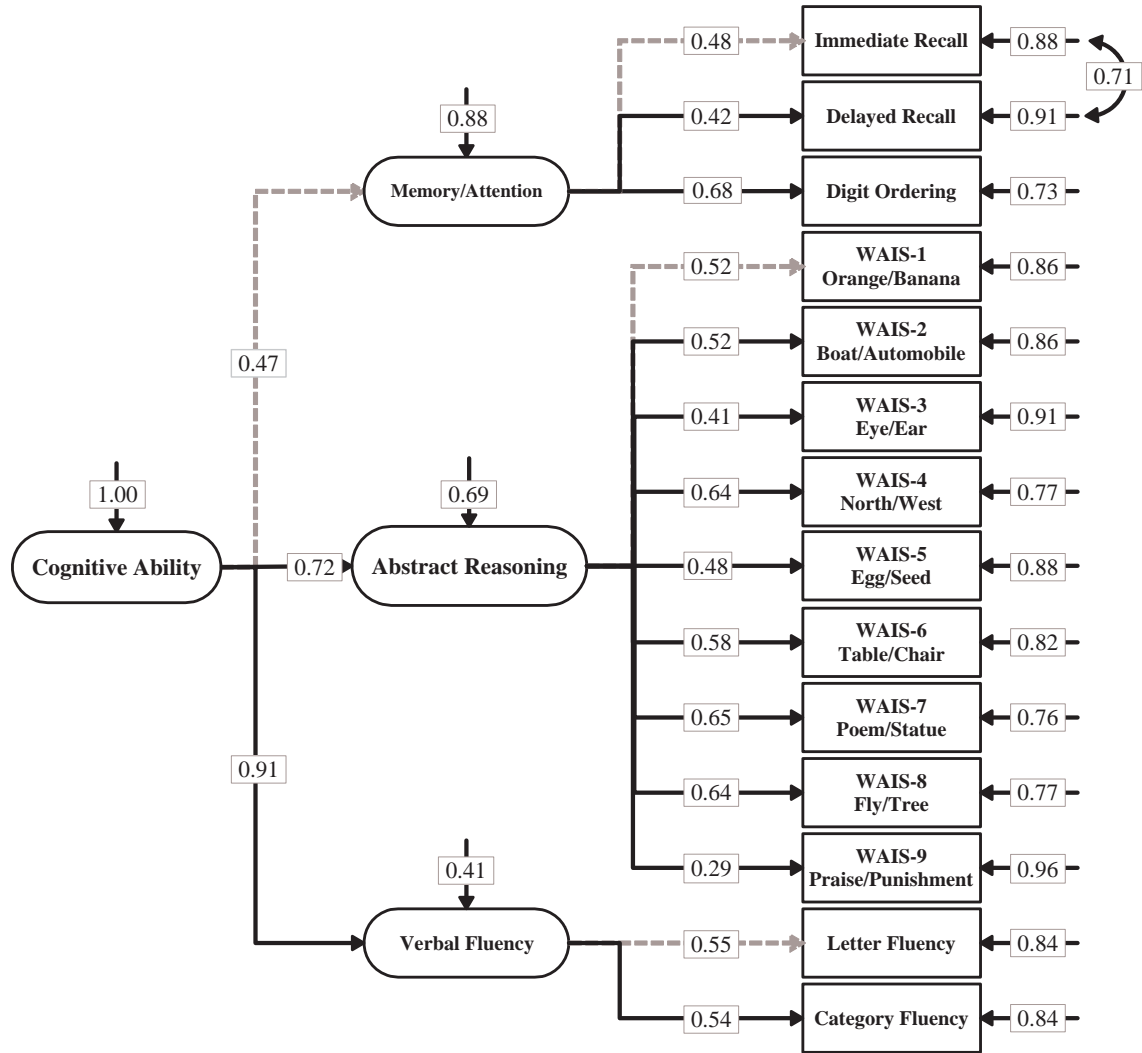 0.48
Immediate Recall
0.88
0.71
0.88
0.42
Delayed Recall
0.91
Memory/Attention
0.68
Digit Ordering
0.73
0.52
WAIS-1
Orange/Banana
0.86
0.47
0.52
WAIS-2
Boat/Automobile
0.86
0.41
WAIS-3
Eye/Ear
0.91
1.00
0.69
0.64
WAIS-4
North/West
0.77
Cognitive Ability
0.72
Abstract Reasoning
0.48
WAIS-5
Egg/Seed
0.88
0.58
WAIS-6
Table/Chair
0.82
0.65
WAIS-7
Poem/Statue
0.76
0.91
0.64
WAIS-8
Fly/Tree
0.77
0.41
0.29
WAIS-9
Praise/Punishment
0.96
Verbal Fluency
0.55
Letter Fluency
0.84
0.54
Category Fluency
0.84